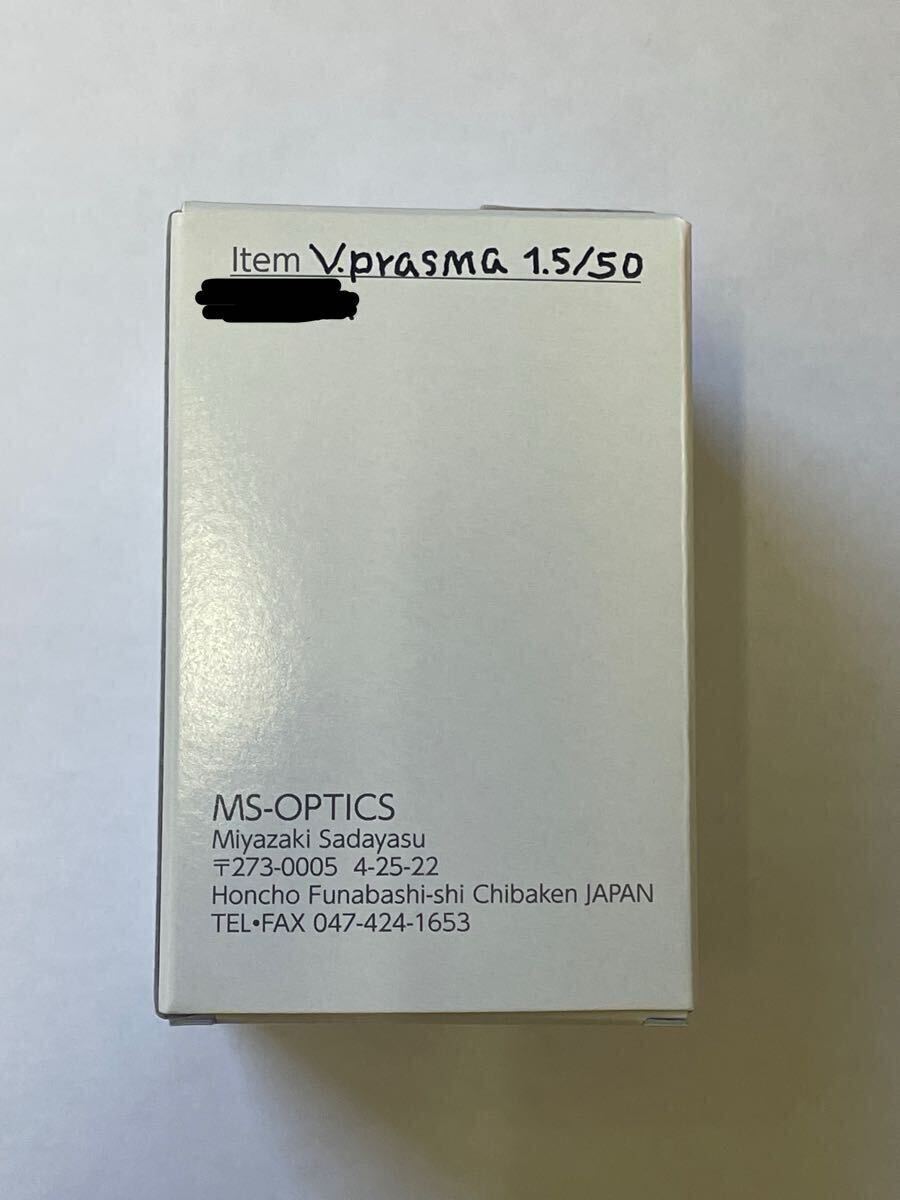 Item V.prasma 1.5/50
MS-OPTICS
Miyazaki Sadayasu
〒273-0005 4-25-22
Honcho Funabashi-shi Chibaken JAPAN
TEL•FAX 047-424-1653